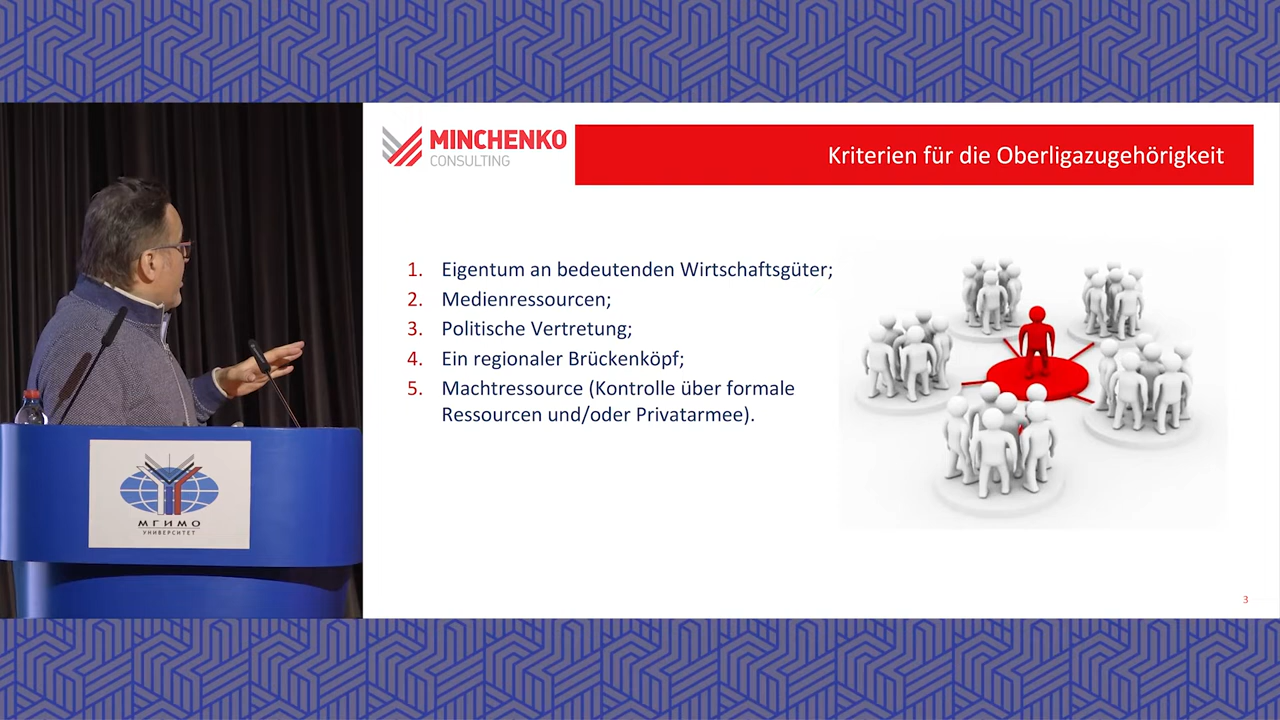 MINCHENKO
CONSULTING
Kriterien für die Oberligazugehörigkeit
1. Eigentum an bedeutenden Wirtschaftsgüter;
2. Medienressourcen;
3. Politische Vertretung;
4. Ein regionaler Brückenköpf;
5. Machtressource (Kontrolle über formale
Ressourcen und/oder Privatarmee).
МГИМО
УНИВЕРСИТЕТ
3